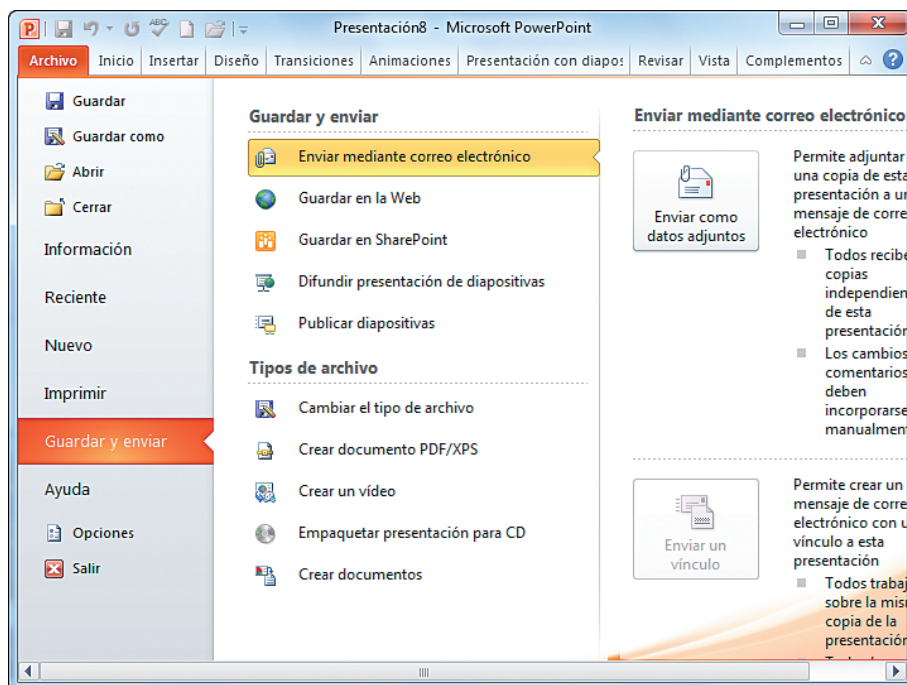 Presentación8 - Microsoft PowerPoint
Archivo Inicio Insertar Diseño Transiciones Animaciones Presentación con diapos Revisar Vista Complementos
Guardar
Guardar como
Abrir
Cerrar
Información
Reciente
Nuevo
Imprimir
Guardar y enviar
Ayuda
Opciones
Salir
Guardar y enviar
Enviar mediante correo electrónico
Guardar en la Web
Guardar en SharePoint
Difundir presentación de diapositivas
Publicar diapositivas
Tipos de archivo
Cambiar el tipo de archivo
Crear documento PDF/XPS
Crear un vídeo
Empaquetar presentación para CD
Crear documentos
Enviar mediante correo electrónico
Enviar como
datos adjuntos
Permite adjuntar
una copia de esta
presentación a un
mensaje de corre
electrónico
Todos recibe
copias
independien
de esta
presentación
Los cambios
comentarios
deben
incorporarse
manualment
Enviar un
vínculo
Permite crear un
mensaje de corre
electrónico con u
vínculo a esta
presentación
Todos trabaj
sobre la mis
copia de la
presentación